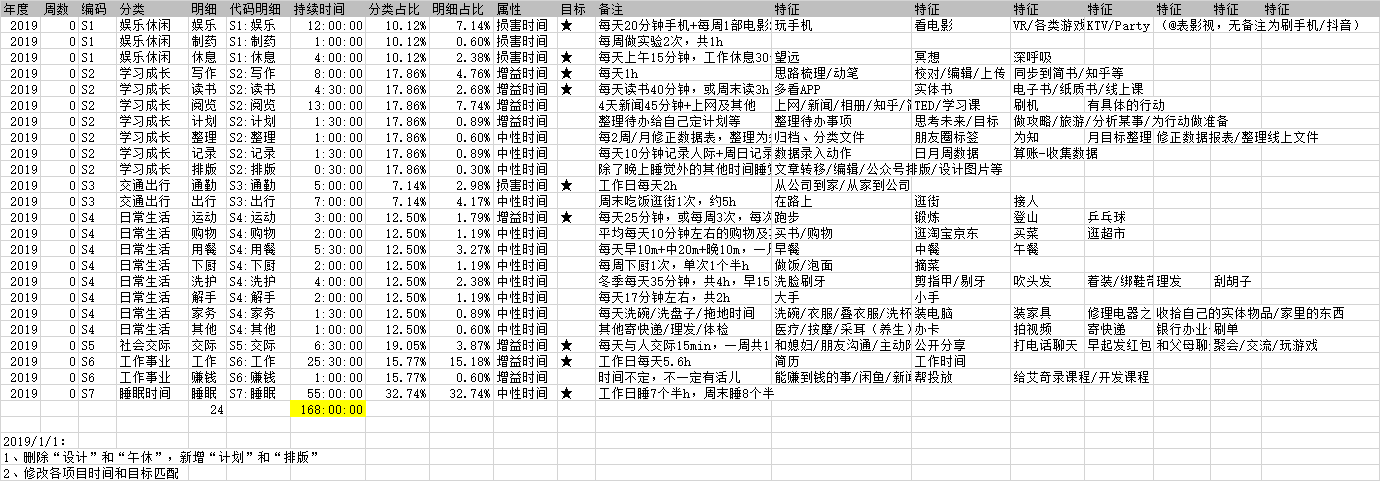 年度 周数 编码 分类 明细 代码明细 持续时间 分类占比 明细占比 属性 目标 备注 特征 特征 特征 特征 特征 特征 特征
2019 0 S1 娱乐休闲 娱乐 S1:娱乐 12:00:00 10.12% 7.14% 损害时间 ★ 每天20分钟手机+每周1部电影 玩手机 看电影 VR/各类游戏 KTV/Party （@表影视，无备注为刷手机/抖音）
2019 0 S1 娱乐休闲 制药 S1:制药 1:00:00 10.12% 0.60% 损害时间 每周做实验2次，共1h
2019 0 S1 娱乐休闲 休息 S1:休息 4:00:00 10.12% 2.38% 损害时间 ★ 每天上午15分钟，工作休息30 望远 冥想 深呼吸
2019 0 S2 学习成长 写作 S2:写作 8:00:00 17.86% 4.76% 增益时间 ★ 每天1h 思路梳理/动笔 校对/编辑/上传 同步到简书/知乎等
2019 0 S2 学习成长 读书 S2:读书 4:30:00 17.86% 2.68% 增益时间 ★ 每天读书40分钟，或周末读3h 多看APP 实体书 电子书/纸质书/线上课
2019 0 S2 学习成长 阅览 S2:阅览 13:00:00 17.86% 7.74% 增益时间 4天新闻45分钟+上网及其他 上网/新闻/相册/知乎/ TED/学习课 刷机 有具体的行动
2019 0 S2 学习成长 计划 S2:计划 1:30:00 17.86% 0.89% 增益时间 整理待办给自己定计划等 整理待办事项 思考未来/目标 做攻略/旅游/分析某事/为行动做准备
2019 0 S2 学习成长 整理 S2:整理 1:00:00 17.86% 0.60% 中性时间 每2周/月修正数据表，整理为 归档、分类文件 朋友圈标签 为知 月目标整理 修正数据报表/整理线上文件
2019 0 S2 学习成长 记录 S2:记录 1:30:00 17.86% 0.89% 中性时间 每天10分钟记录人际+周日记录 数据录入动作 日月周数据 算账-收集数据
2019 0 S2 学习成长 排版 S2:排版 0:30:00 17.86% 0.30% 中性时间 除了晚上睡觉外的其他时间睡 文章转移/编辑/公众号排版/设计图片等
2019 0 S3 交通出行 通勤 S3:通勤 5:00:00 7.14% 2.98% 损害时间 ★ 工作日每天2h 从公司到家/从家到公司
2019 0 S3 交通出行 出行 S3:出行 7:00:00 7.14% 4.17% 中性时间 周末吃饭逛街1次，约5h 在路上 逛街 接人
2019 0 S4 日常生活 运动 S4:运动 3:00:00 12.50% 1.79% 增益时间 ★ 每天25分钟，或每周3次，每次 跑步 锻炼 登山 乒乓球
2019 0 S4 日常生活 购物 S4:购物 2:00:00 12.50% 1.19% 中性时间 平均每天10分钟左右的购物及 买书/购物 逛淘宝京东 买菜 逛超市
2019 0 S4 日常生活 用餐 S4:用餐 5:30:00 12.50% 3.27% 中性时间 每天早10m+中20m+晚10m，一 早餐 中餐 午餐
2019 0 S4 日常生活 下厨 S4:下厨 2:00:00 12.50% 1.19% 中性时间 每周下厨1次，单次1个半h 做饭/泡面 摘菜
2019 0 S4 日常生活 洗护 S4:洗护 4:00:00 12.50% 2.38% 中性时间 冬季每天35分钟，共4h，早15 洗脸刷牙 剪指甲/刮牙 吹头发 着装/绑鞋带 理发 刮胡子
2019 0 S4 日常生活 解手 S4:解手 2:00:00 12.50% 1.19% 中性时间 每天17分钟左右，共2h 大手 小手
2019 0 S4 日常生活 家务 S4:家务 1:30:00 12.50% 0.89% 中性时间 每天洗碗/洗盘子/拖地时间 洗碗/衣服/叠衣服/洗杯 装电脑 装家具 修理电器之 收拾自己的实体物品/家里的东西
2019 0 S4 日常生活 其他 S4:其他 1:00:00 12.50% 0.60% 中性时间 其他寄快递/理发/体检 医疗/按摩/采耳（养生） 办卡 拍视频 寄快递 银行办业 刷单
2019 0 S5 社会交际 交际 S5:交际 6:30:00 19.05% 3.87% 增益时间 ★ 每天与人交际15min，一周共1 和媳妇/朋友沟通/主动 公开分享 打电话聊天 早起发红包 和父母聊 聚会/交流/玩游戏
2019 0 S6 工作事业 工作 S6:工作 25:30:00 15.77% 15.18% 增益时间 ★ 工作日每天5.6h 简历 工作时间
2019 0 S6 工作事业 赚钱 S6:赚钱 1:00:00 15.77% 0.60% 增益时间 时间不定，不一定有活儿 能赚到钱的事/闲鱼/新 帮投放 给艾奇录课程/开发课程
2019 0 S7 睡眠时间 睡眠 S7:睡眠 55:00:00 32.74% 32.74% 中性时间 ★ 工作日睡7个半h，周末睡8个半
24 168:00:00
2019/1/1:
1、删除“设计”和“午休”，新增“计划”和“排版”
2、修改各项目时间和目标匹配